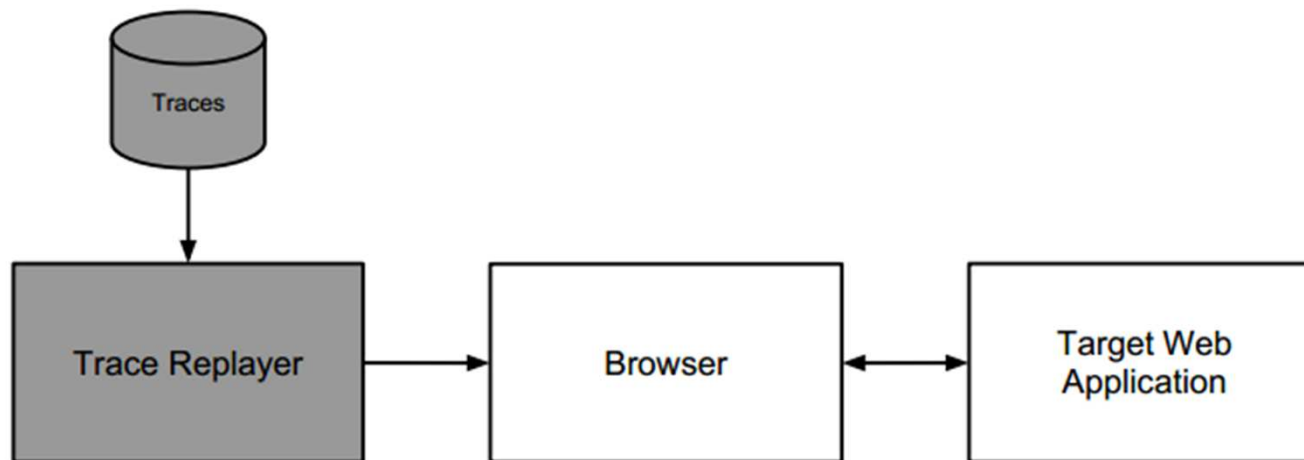 Traces
Trace Replayer
Browser
Target Web
Application